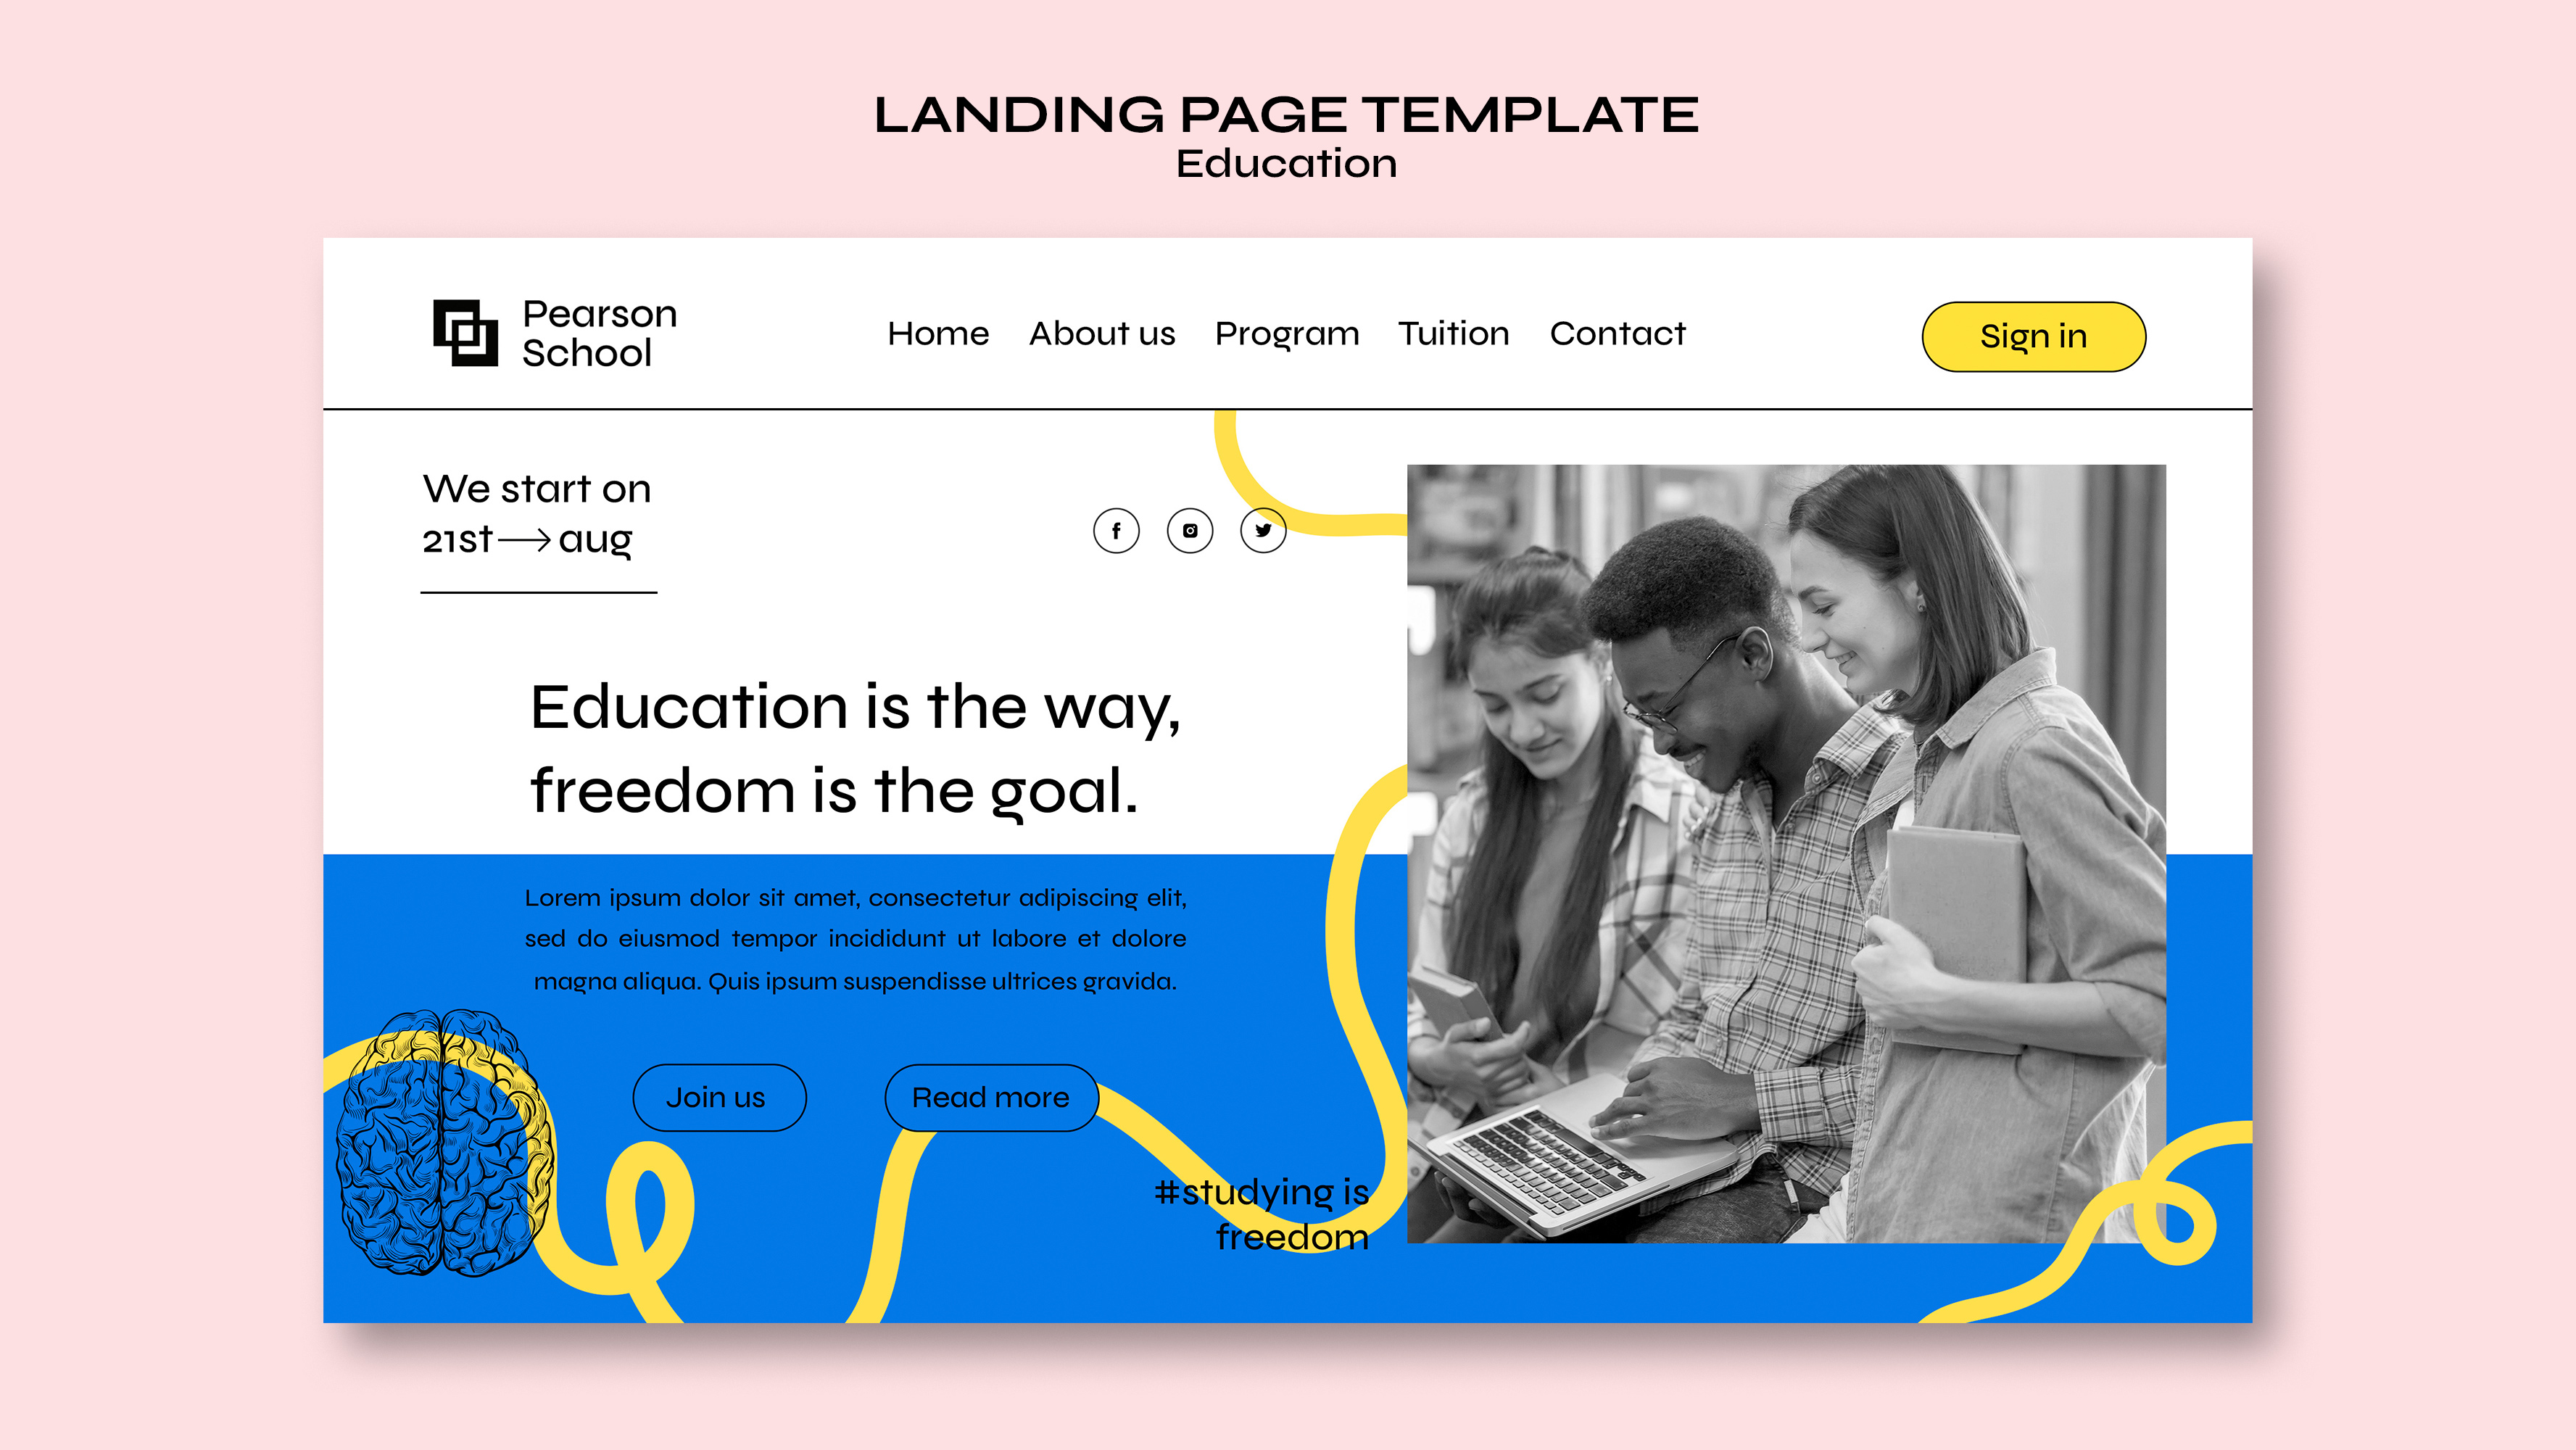 LANDING PAGE TEMPLATE
Education
Pearson
School
Home About us Program Tuition Contact
Sign in
We start on
21st aug
Education is the way,
freedom is the goal.
Lorem ipsum dolor sit amet, consectetur adipiscing elit,
sed do eiusmod tempor incididunt ut labore et dolore
magna aliqua. Quis ipsum suspendisse ultrices gravida.
Join us
Read more
#studying is
freedom